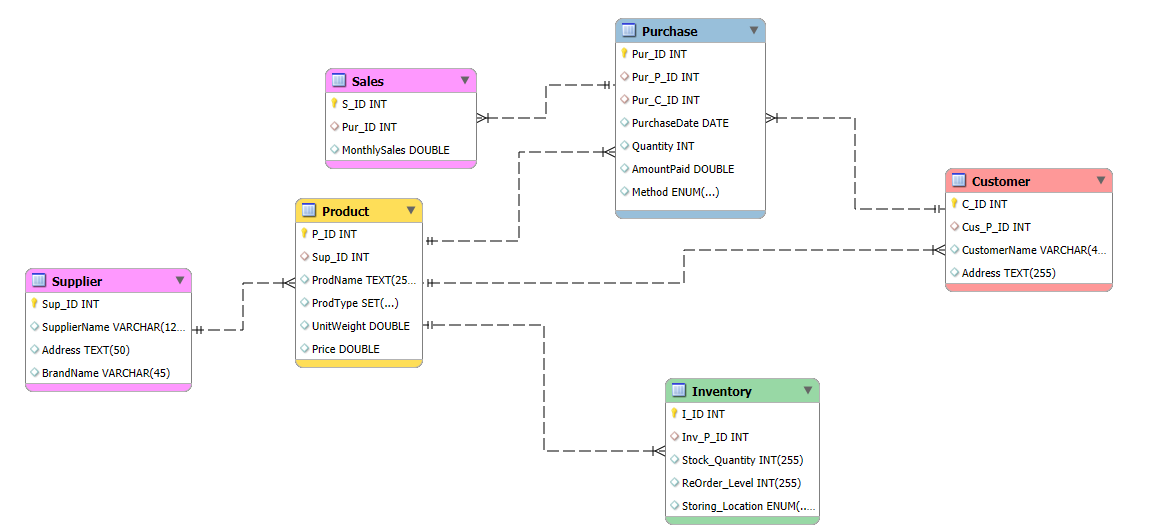 Purchase
Pur_ID INT
Pur_P_ID INT
Pur_C_ID INT
PurchaseDate DATE
Quantity INT
AmountPaid DOUBLE
Method ENUM(...)
Sales
S_ID INT
Pur_ID INT
MonthlySales DOUBLE
Customer
C_ID INT
Cus_P_ID INT
CustomerName VARCHAR(4...
Address TEXT(255)
Product
P_ID INT
Sup_ID INT
ProdName TEXT(25...
ProdType SET(...)
UnitWeight DOUBLE
Price DOUBLE
Supplier
Sup_ID INT
SupplierName VARCHAR(12...
Address TEXT(50)
BrandName VARCHAR(45)
Inventory
I_ID INT
Inv_P_ID INT
Stock_Quantity INT(255)
ReOrder_Level INT(255)
Storing_Location ENUM(...